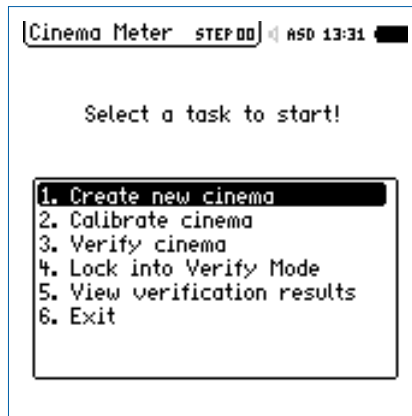 Cinema Meter STEP 00 ASD 13:31
Select a task to start!
1. Create new cinema
2. Calibrate cinema
3. Verify cinema
4. Lock into Verify Mode
5. View verification results
6. Exit